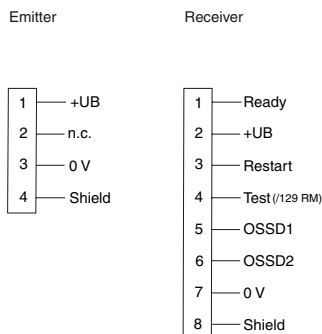 Emitter
1 +UB
2 n.c.
3 0 V
4 Shield
Receiver
1 Ready
2 +UB
3 Restart
4 Test (/129 RM)
5 OSSD1
6 OSSD2
7 0 V
8 Shield